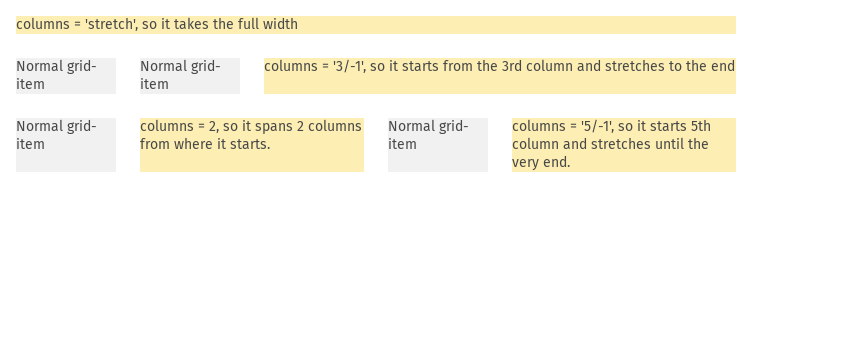 columns = 'stretch', so it takes the full width
Normal grid-
item
Normal grid-
item
columns = '3/-1', so it starts from the 3rd column and stretches to the end
Normal grid-
item
columns = 2, so it spans 2 columns
from where it starts.
Normal grid-
item
columns = '5/-1', so it starts 5th
column and stretches until the
very end.